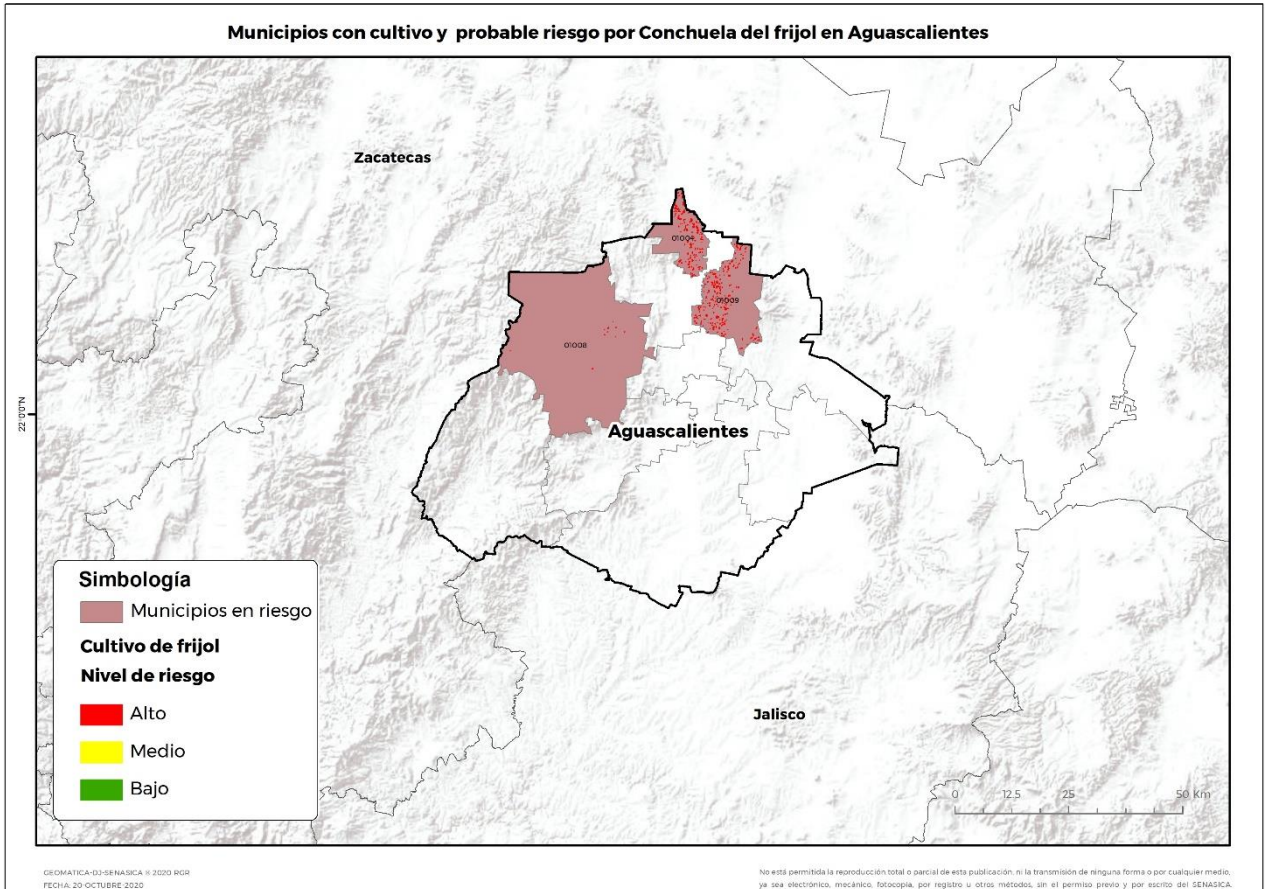 Municipios con cultivo y probable riesgo por Conchuela del frijol en Aguascalientes
Zacatecas
01009
01008
22°0'0"N
Aguascalientes
Simbología
Municipios en riesgo
Cultivo de frijol
Nivel de riesgo
Alto
Medio
Bajo
Jalisco
0 12.5 25 50 Km
GEOMATICA-DJ-SENASICA © 2020 RGR
FECHA: 20-OCTUBRE-2020
No está permitida la reproducción total o parcial de esta publicación, ni la transmisión de ninguna forma o por cualquier medio,
ya sea electrónico, mecánico, fotocopia, por registro u otros métodos, sin el permiso previo y por escrito del SENASICA.